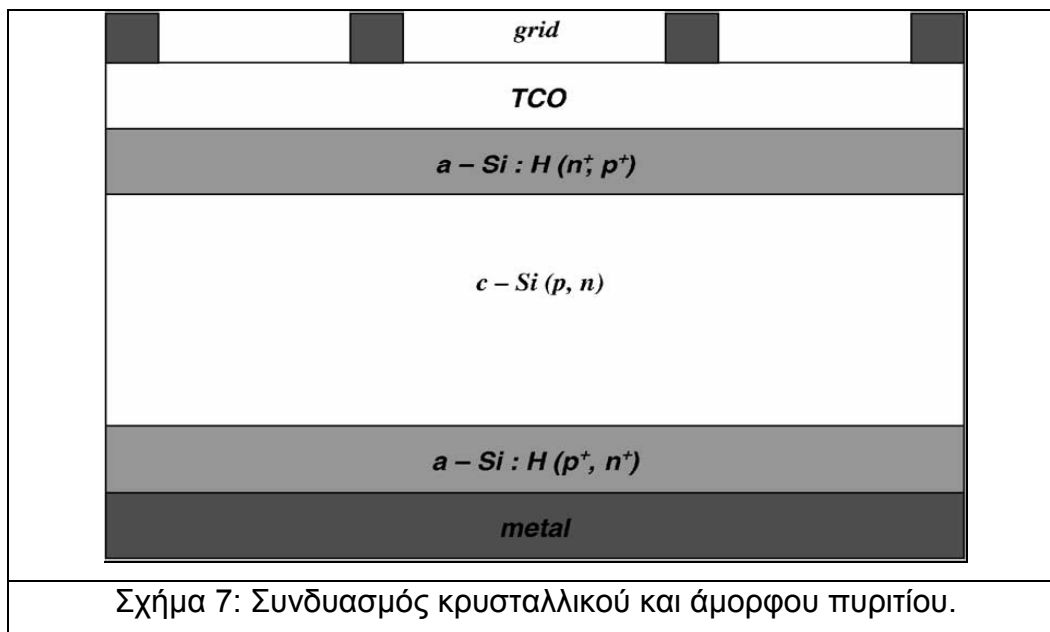 grid
TCO
a – Si : H (n⁺, p⁺)
c – Si (p, n)
a – Si : H (p⁺, n⁺)
metal
Σχήμα 7: Συνδυασμός κρυσταλλικού και άμορφου πυριτίου.